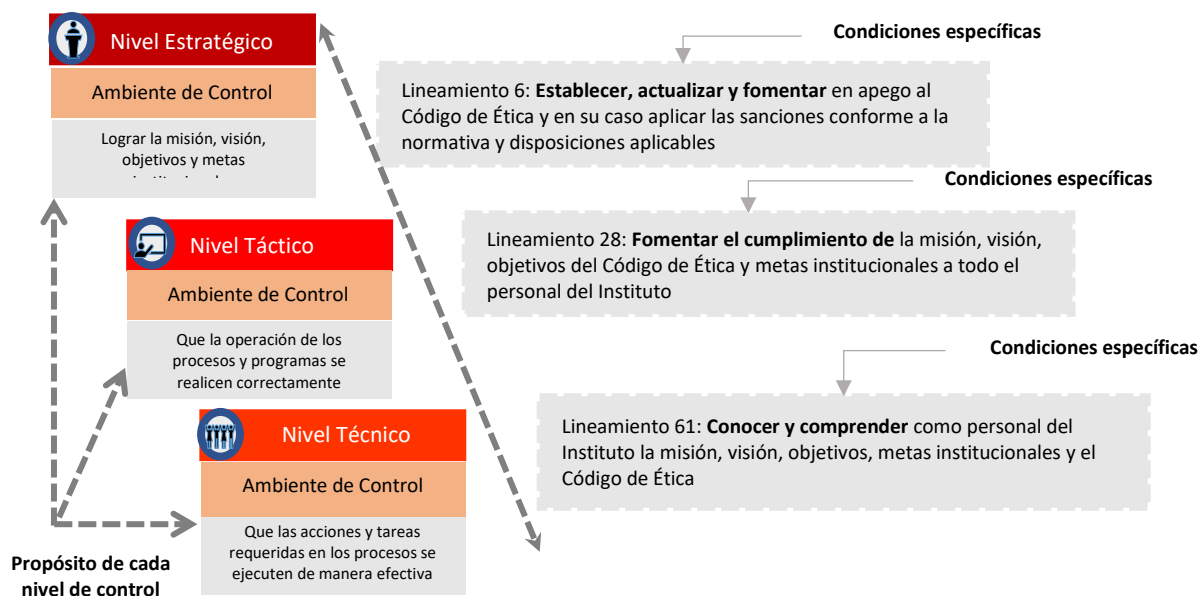 Nivel Estratégico
Ambiente de Control
Lograr la misión, visión,
objetivos y metas
Condiciones específicas
Lineamiento 6: Establecer, actualizar y fomentar en apego al
Código de Ética y en su caso aplicar las sanciones conforme a la
normativa y disposiciones aplicables
Nivel Táctico
Ambiente de Control
Que la operación de los
procesos y programas se
realicen correctamente
Condiciones específicas
Lineamiento 28: Fomentar el cumplimiento de la misión, visión,
objetivos del Código de Ética y metas institucionales a todo el
personal del Instituto
Nivel Técnico
Ambiente de Control
Que las acciones y tareas
requeridas en los procesos se
ejecuten de manera efectiva
Condiciones específicas
Lineamiento 61: Conocer y comprender como personal del
Instituto la misión, visión, objetivos, metas institucionales y el
Código de Ética
Propósito de cada
nivel de control